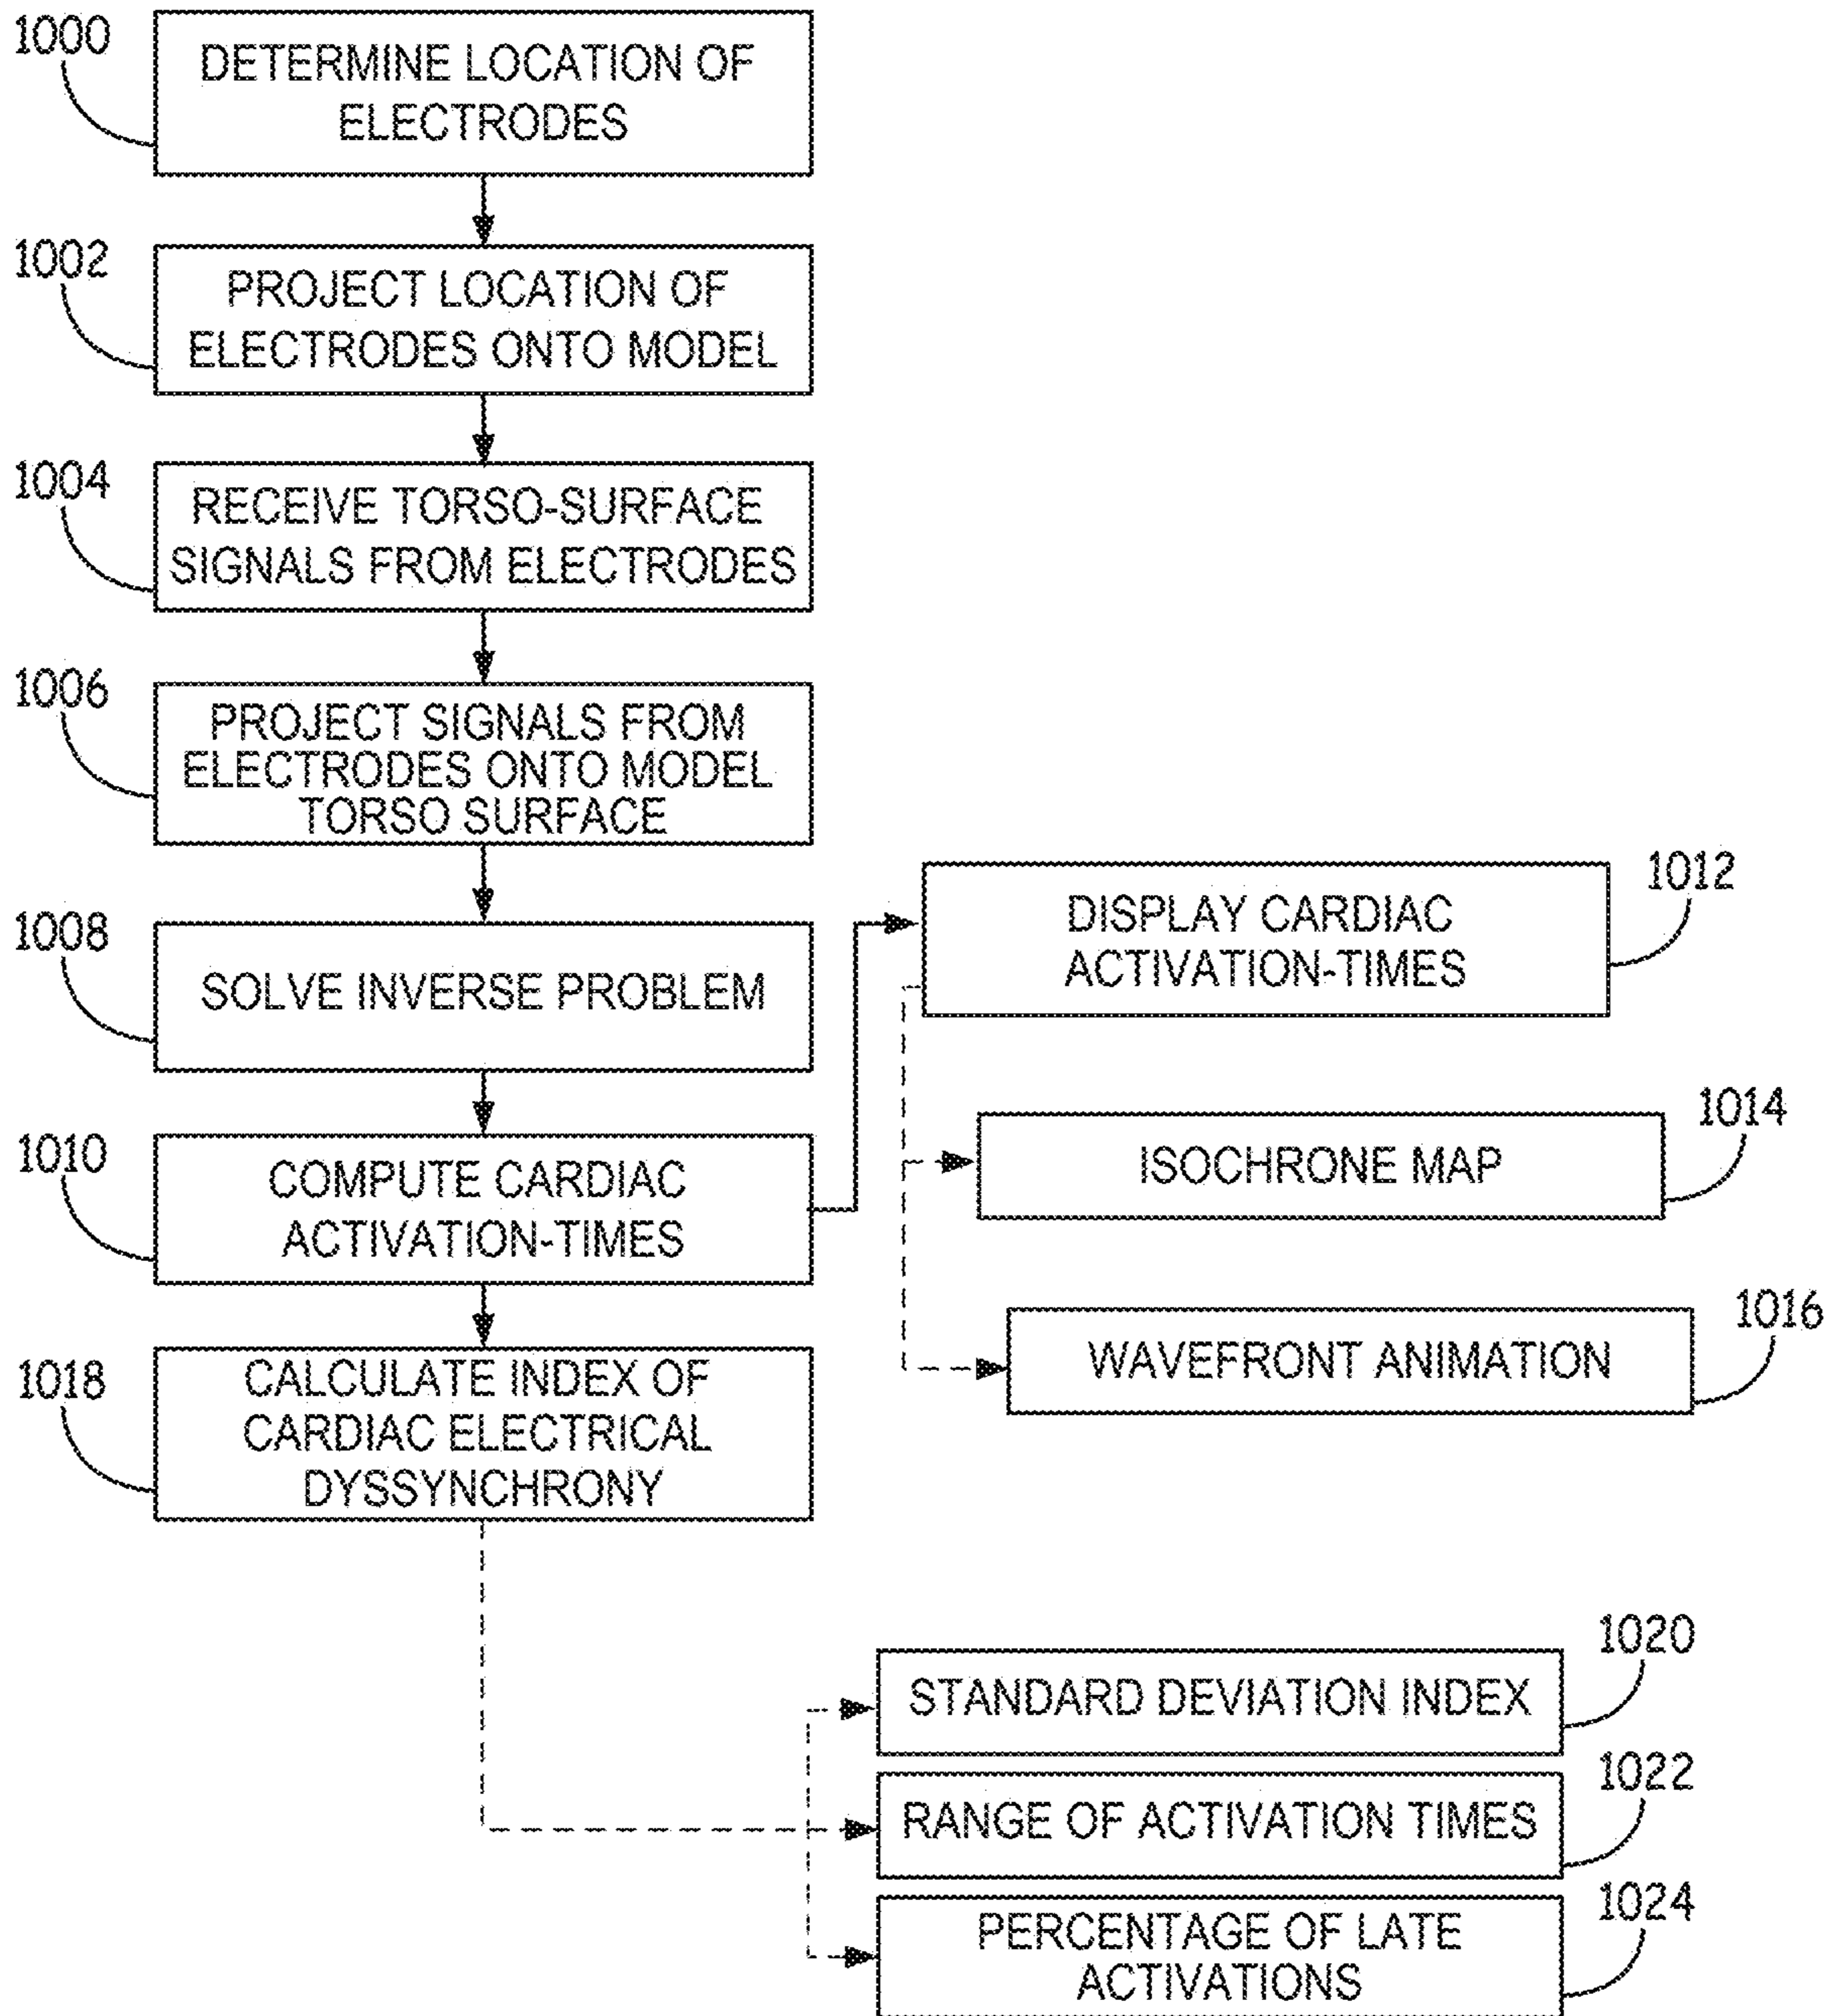 1000
DETERMINE LOCATION OF
ELECTRODES
1002
PROJECT LOCATION OF
ELECTRODES ONTO MODEL
1004
RECEIVE TORSO-SURFACE
SIGNALS FROM ELECTRODES
1006
PROJECT SIGNALS FROM
ELECTRODES ONTO MODEL
TORSO SURFACE
1008
SOLVE INVERSE PROBLEM
1010
COMPUTE CARDIAC
ACTIVATION-TIMES
1012
DISPLAY CARDIAC
ACTIVATION-TIMES
1014
ISOCHRONE MAP
1016
WAVEFRONT ANIMATION
1018
CALCULATE INDEX OF
CARDIAC ELECTRICAL
DYSSYNCHRONY
1020
STANDARD DEVIATION INDEX
1022
RANGE OF ACTIVATION TIMES
1024
PERCENTAGE OF LATE
ACTIVATIONS